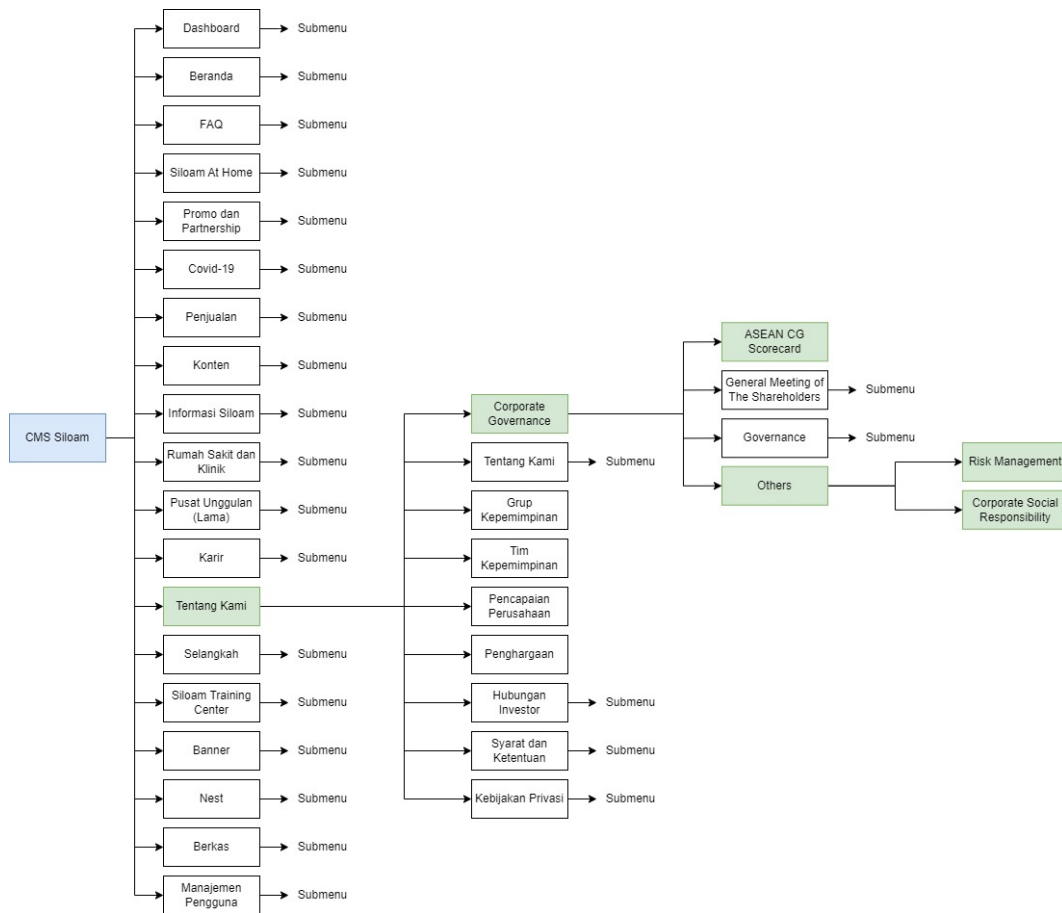 Dashboard
Submenu
Beranda
Submenu
FAQ
Submenu
Siloam At Home
Submenu
Promo dan
Partnership
Submenu
Covid-19
Submenu
Penjualan
Submenu
Konten
Submenu
Informasi Siloam
Submenu
CMS Siloam
Rumah Sakit dan
Klinik
Submenu
Pusat Unggulan
(Lama)
Submenu
Karir
Submenu
Tentang Kami
Selangkah
Submenu
Siloam Training
Center
Submenu
Banner
Submenu
Nest
Submenu
Berkas
Submenu
Manajemen
Pengguna
Submenu
Corporate
Governance
Tentang Kami
Submenu
Grup
Kepemimpinan
Tim
Kepemimpinan
Pencapaian
Perusahaan
Penghargaan
Hubungan
Investor
Submenu
Syarat dan
Ketentuan
Submenu
Kebijakan Privasi
Submenu
ASEAN CG
Scorecard
General Meeting of
The Shareholders
Submenu
Governance
Submenu
Others
Risk Management
Corporate Social
Responsibility